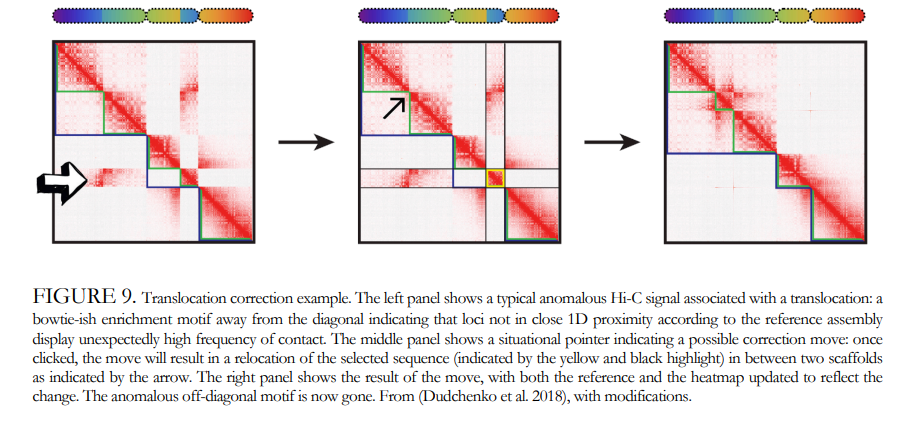 FIGURE 9. Translocation correction example. The left panel shows a typical anomalous Hi-C signal associated with a translocation: a
bowtie-ish enrichment motif away from the diagonal indicating that loci not in close 1D proximity according to the reference assembly
display unexpectedly high frequency of contact. The middle panel shows a situational pointer indicating a possible correction move: once
clicked, the move will result in a relocation of the selected sequence (indicated by the yellow and black highlight) in between two scaffolds
as indicated by the arrow. The right panel shows the result of the move, with both the reference and the heatmap updated to reflect the
change. The anomalous off-diagonal motif is now gone. From (Dudchenko et al. 2018), with modifications.